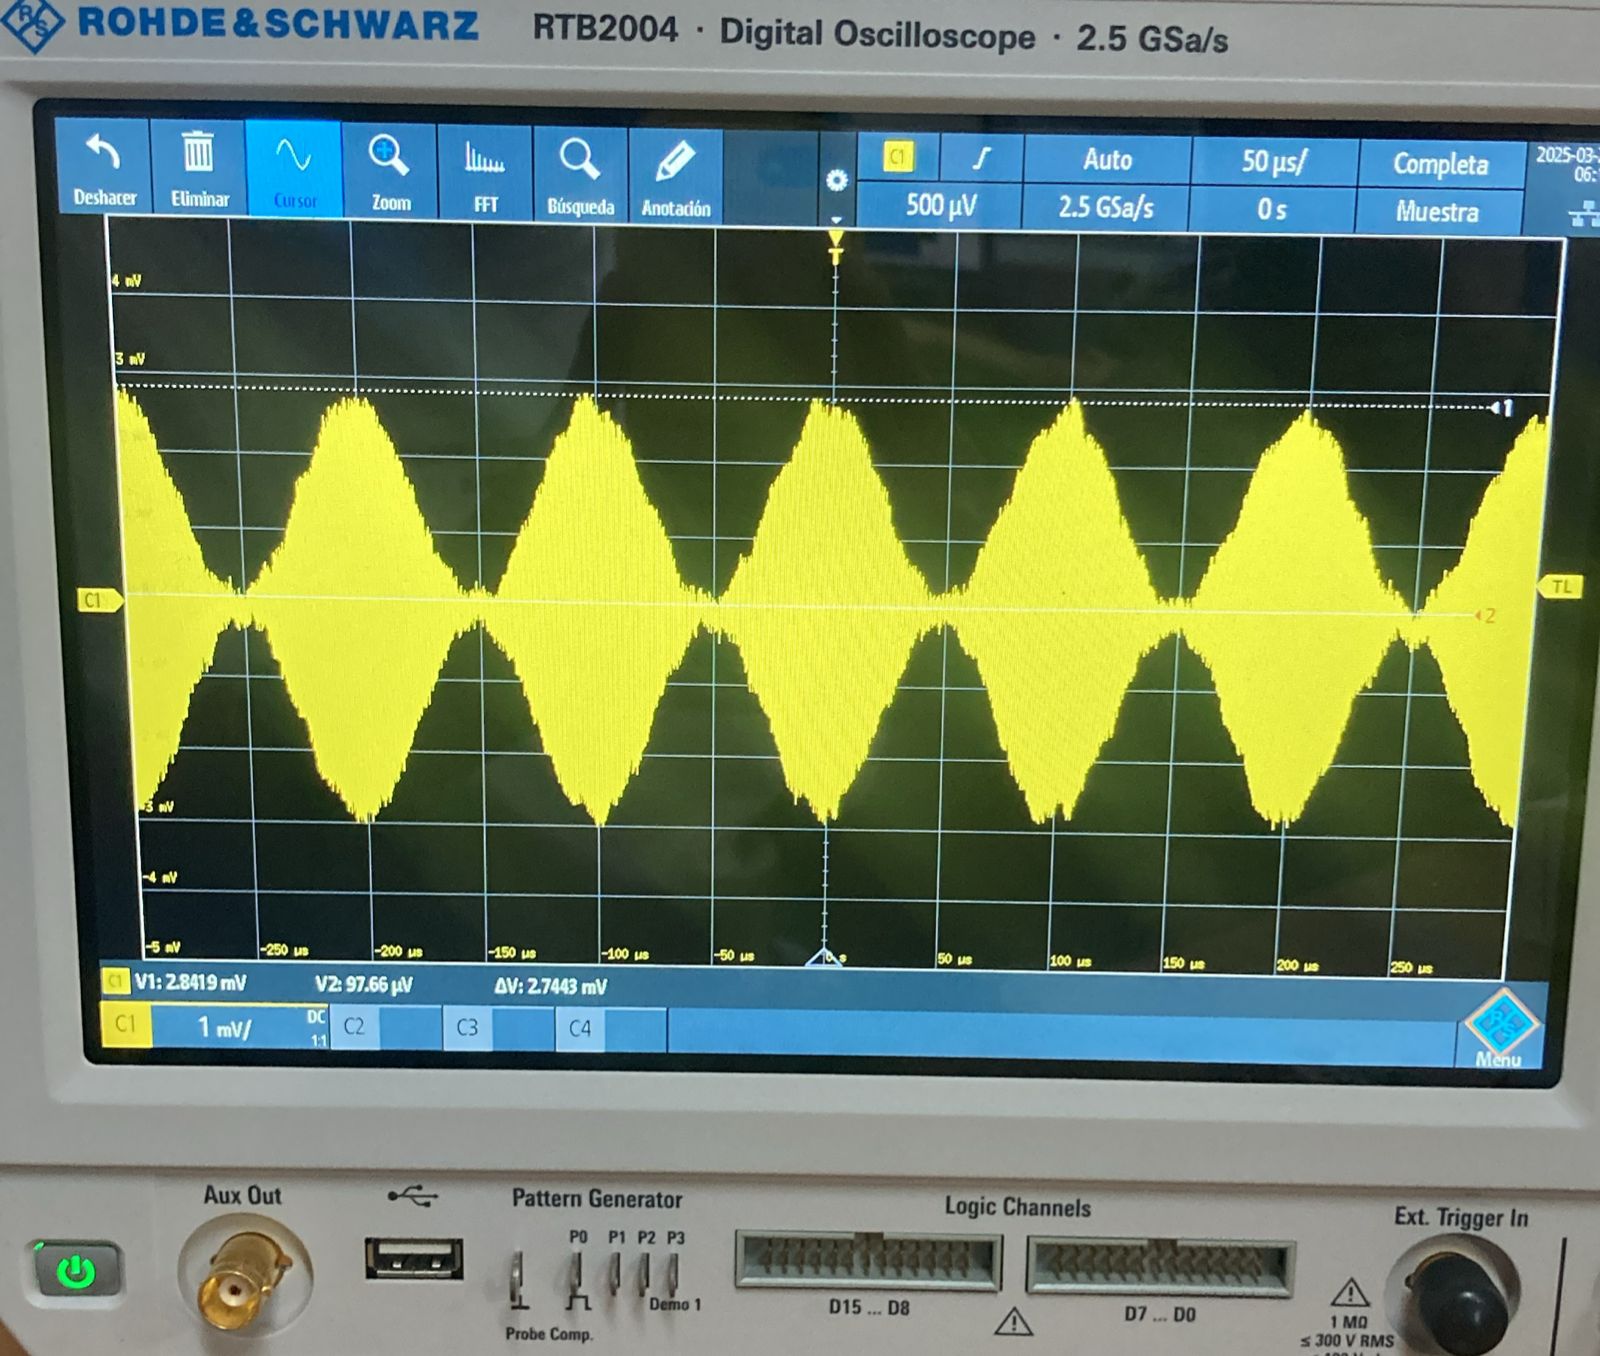 ROHDE & SCHWARZ RTB2004 · Digital Oscilloscope · 2.5 GSa/s
Deshacer Eliminar Cursor Zoom FFT Búsqueda Anotación
C1 Auto 50 µs/ Completa 2025-03-
500 µV 2.5 GSa/s 0 s Muestra 06:
T
4 mV
3 mV
1
C1 TL
2
-3 mV
-4 mV
-5 mV -250 µs -200 µs -150 µs -100 µs -50 µs 0 s 50 µs 100 µs 150 µs 200 µs 250 µs
C1 V1: 2.8419 mV V2: 97.66 µV ΔV: 2.7443 mV
C1 1 mV/ DC 1:1 C2 C3 C4
Menu
Aux Out Pattern Generator Logic Channels Ext. Trigger In
P0 P1 P2 P3
Demo 1
Probe Comp.
D15 ... D8 D7 ... D0
1 MΩ
≤ 300 V RMS